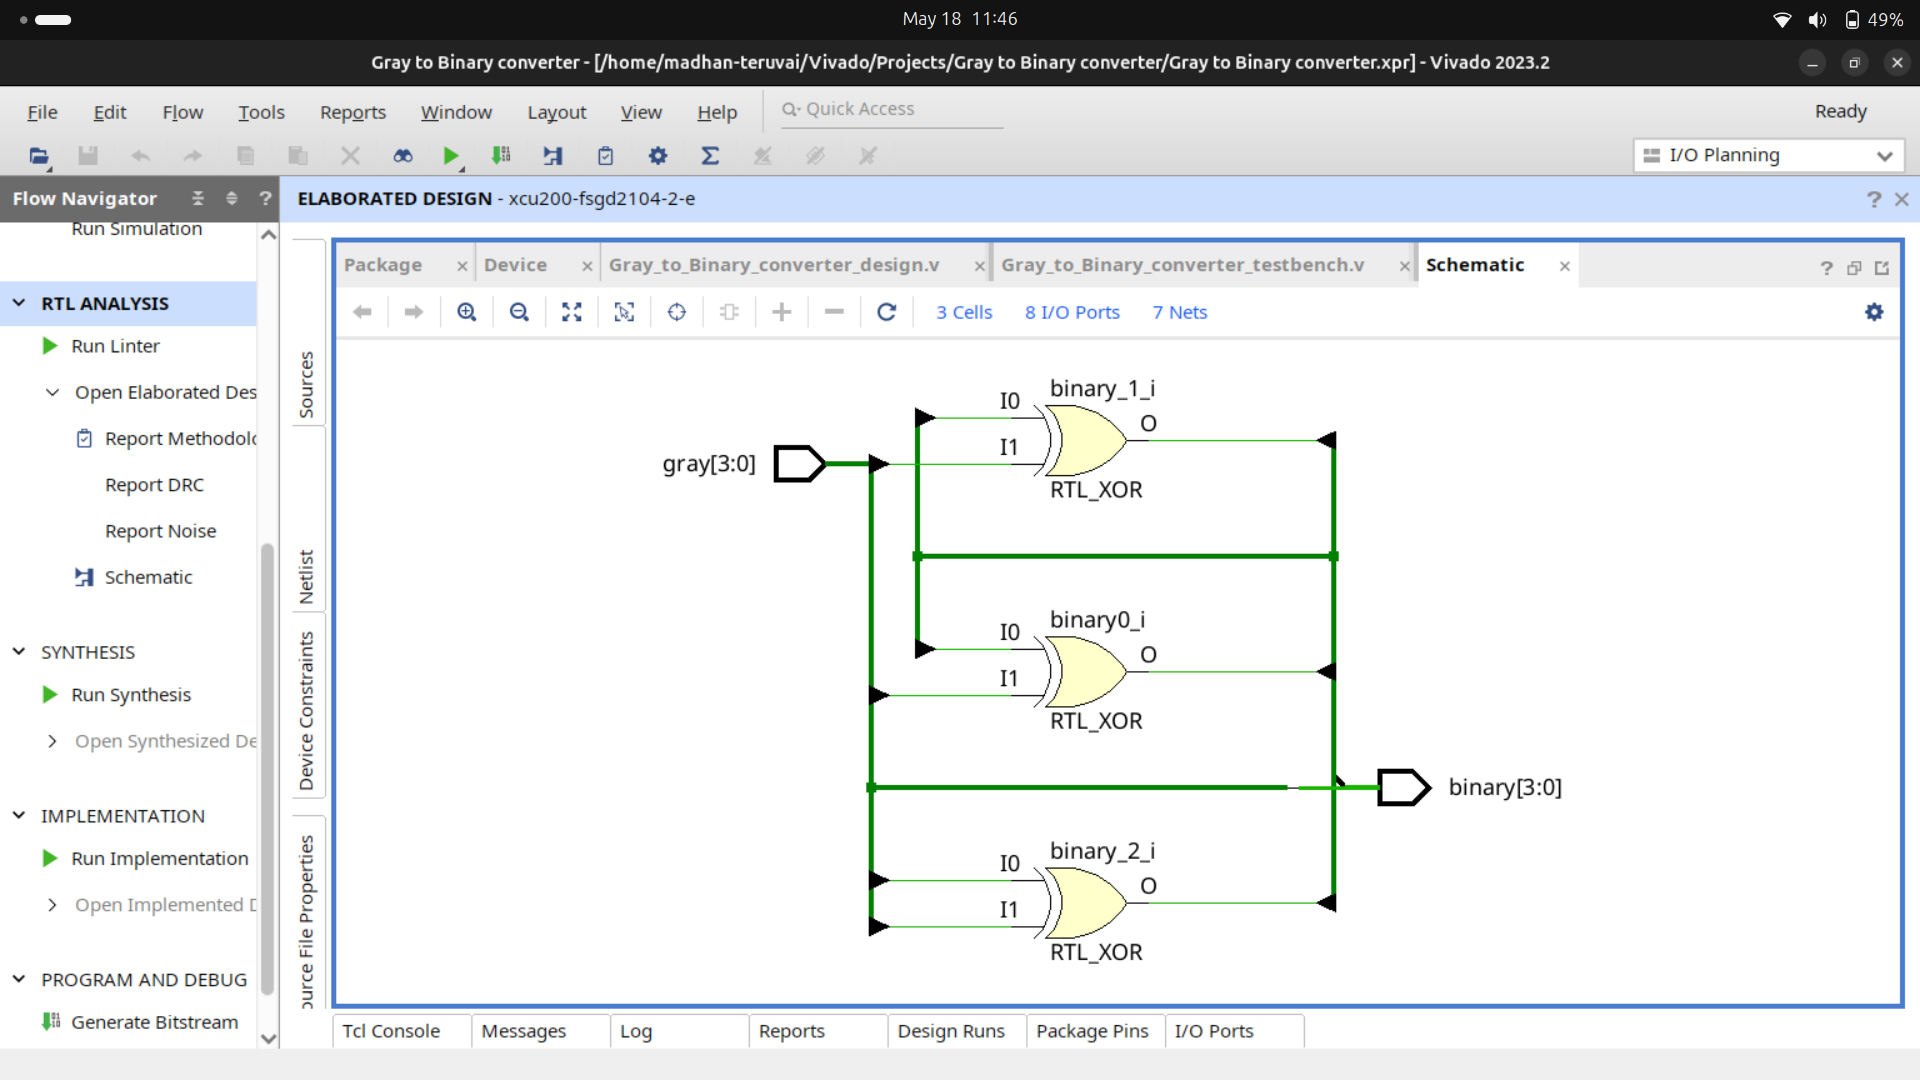 May 18 11:46
49%
Gray to Binary converter - [/home/madhan-teruvai/Vivado/Projects/Gray to Binary converter/Gray to Binary converter.xpr] - Vivado 2023.2
File Edit Flow Tools Reports Window Layout View Help
Quick Access
Ready
I/O Planning
Flow Navigator
ELABORATED DESIGN - xcu200-fsgd2104-2-e
Run Simulation
RTL ANALYSIS
Run Linter
Open Elaborated Des
Report Methodolo
Report DRC
Report Noise
Schematic
SYNTHESIS
Run Synthesis
Open Synthesized De
IMPLEMENTATION
Run Implementation
Open Implemented D
PROGRAM AND DEBUG
Generate Bitstream
Sources
Netlist
Device Constraints
ource File Properties
Package Device Gray_to_Binary_converter_design.v Gray_to_Binary_converter_testbench.v Schematic
3 Cells 8 I/O Ports 7 Nets
binary_1_i
I0
O
I1
gray[3:0]
RTL_XOR
binary0_i
I0
O
I1
RTL_XOR
binary[3:0]
binary_2_i
I0
O
I1
RTL_XOR
Tcl Console Messages Log Reports Design Runs Package Pins I/O Ports